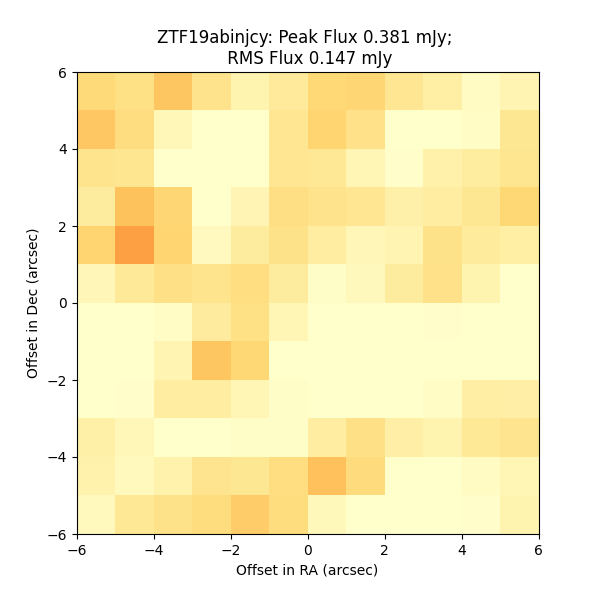 ZTF19abinjcy: Peak Flux 0.381 mJy;
RMS Flux 0.147 mJy
6
4
2
0
−2
−4
−6
Offset in Dec (arcsec)
−6 −4 −2 0 2 4 6
Offset in RA (arcsec)